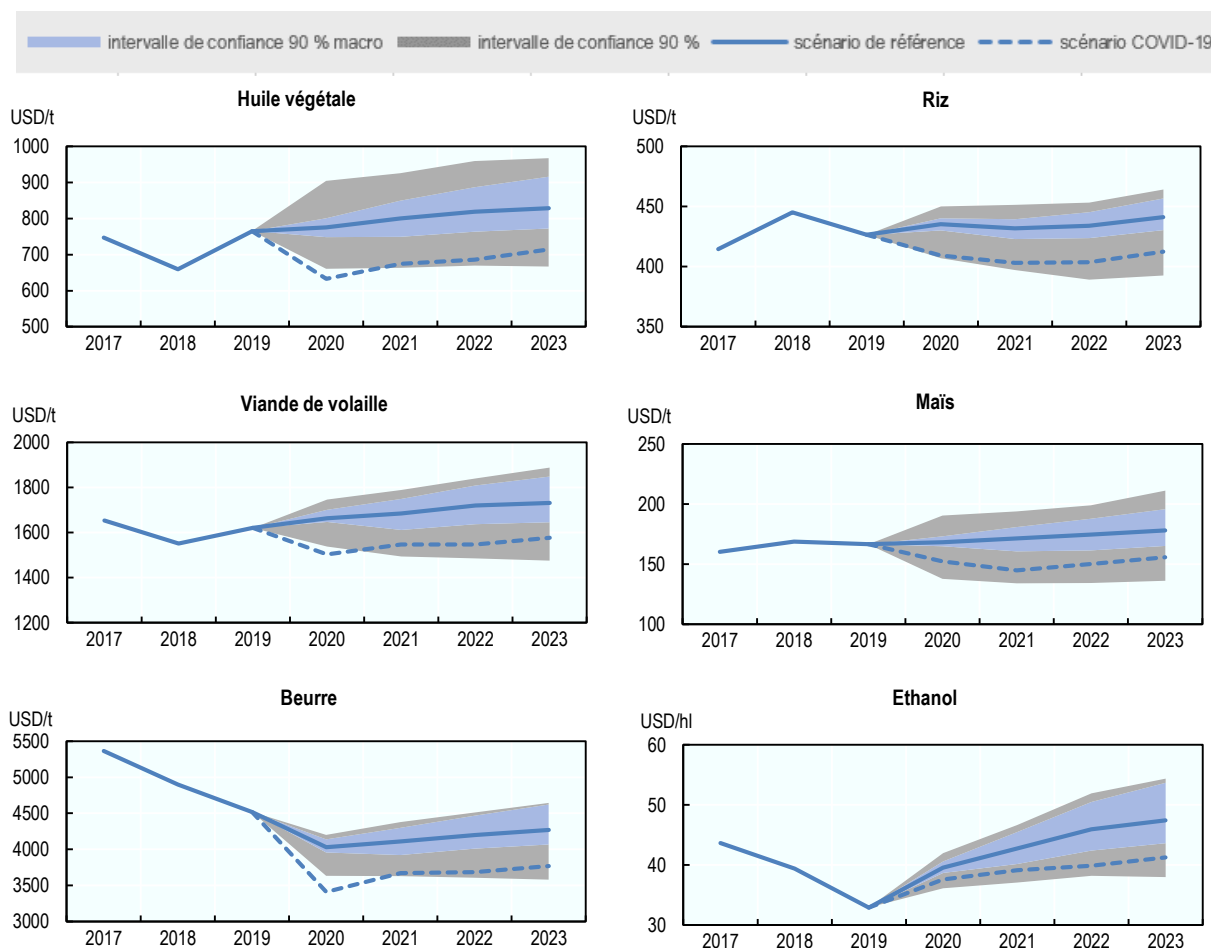 intervalle de confiance 90 % macro intervalle de confiance 90 % scénario de référence scénario COVID-19
Huile végétale
USD/t
1000
900
800
700
600
500
2017 2018 2019 2020 2021 2022 2023
Riz
USD/t
500
450
400
350
2017 2018 2019 2020 2021 2022 2023
Viande de volaille
USD/t
2000
1800
1600
1400
1200
2017 2018 2019 2020 2021 2022 2023
Maïs
USD/t
250
200
150
100
2017 2018 2019 2020 2021 2022 2023
Beurre
USD/t
5500
5000
4500
4000
3500
3000
2017 2018 2019 2020 2021 2022 2023
Ethanol
USD/hl
60
50
40
30
2017 2018 2019 2020 2021 2022 2023